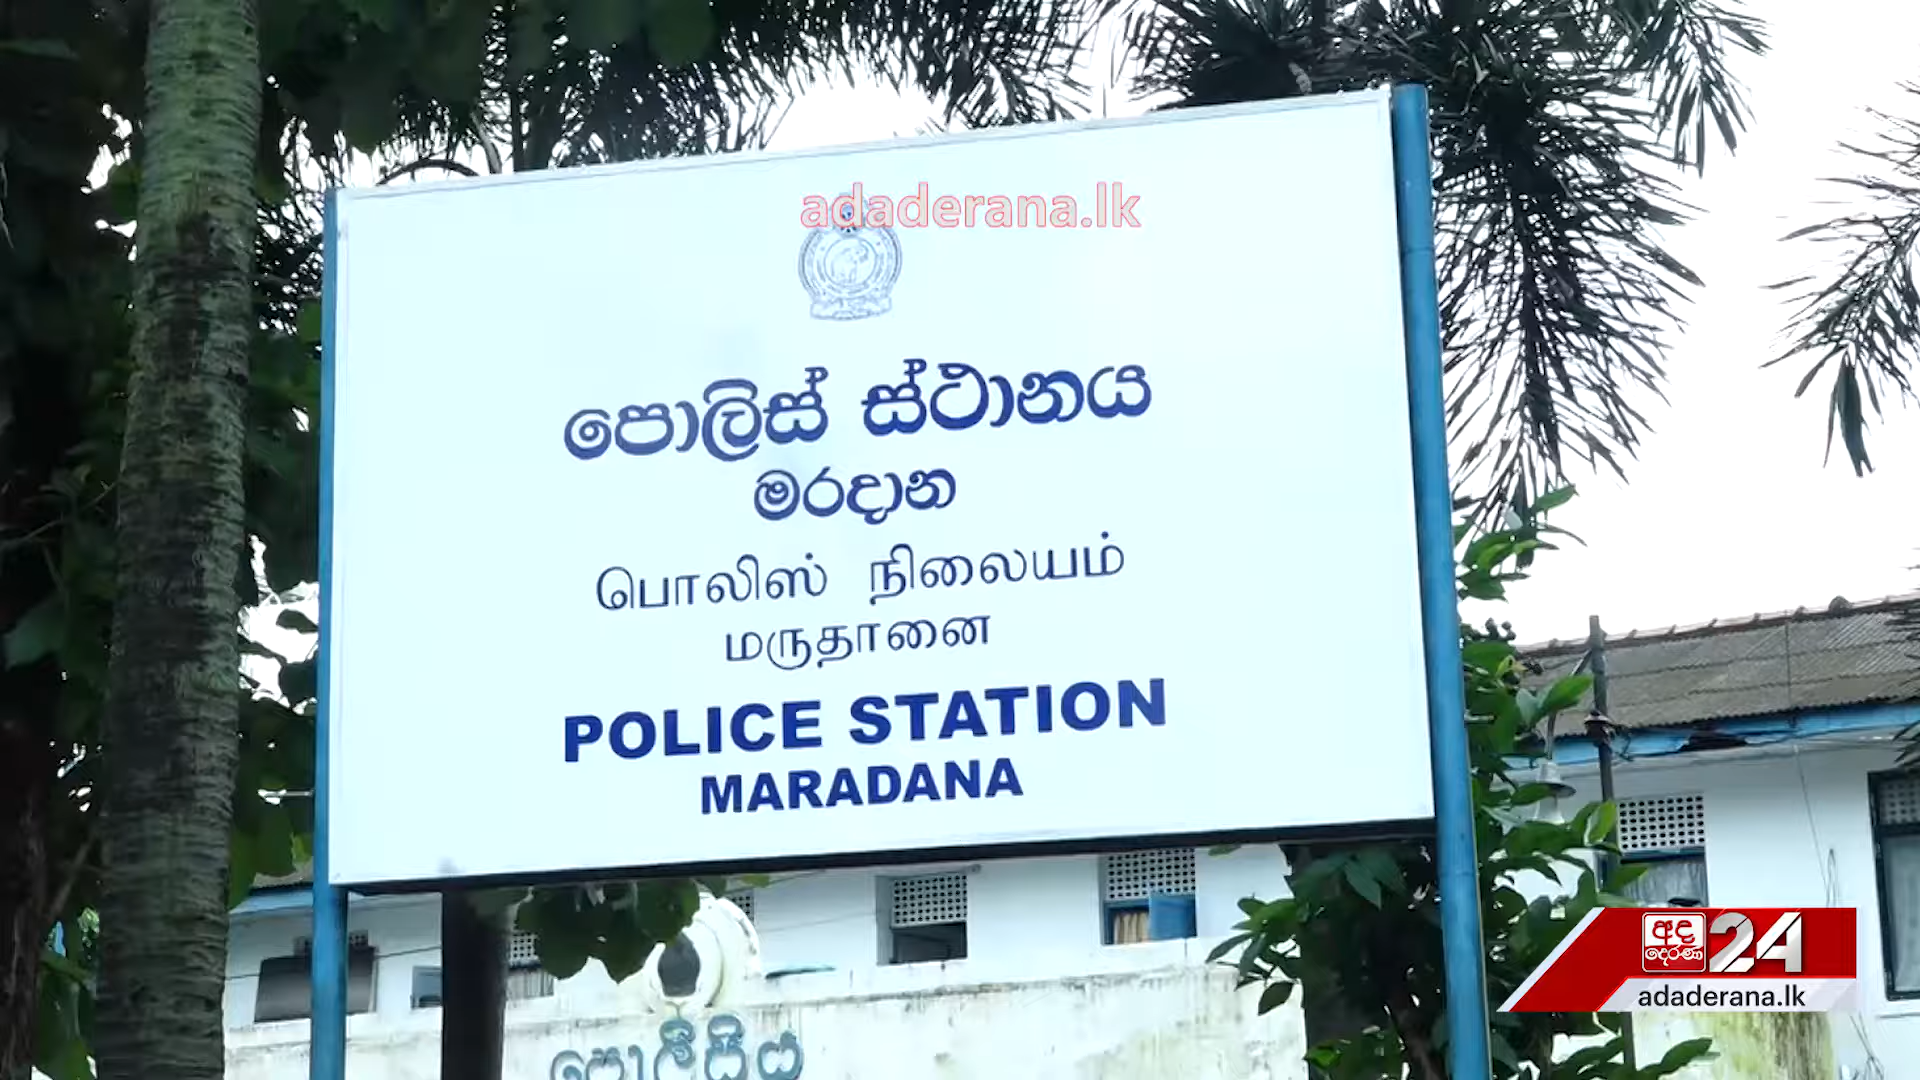 adaderana.lk
පොලිස් ස්ථානය
මරදාන
பொலிஸ் நிலையம்
மருதானை
POLICE STATION
MARADANA
පොලීසිය
අද දෙරණ 24
adaderana.lk